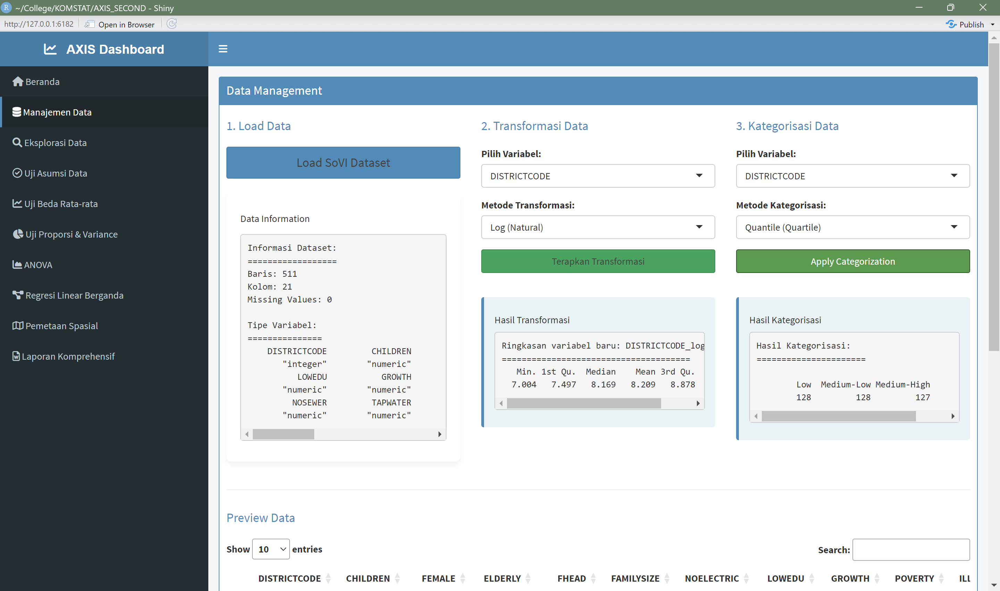 R ~/College/KOMSTAT/AXIS_SECOND - Shiny
http://127.0.0.1:6182 Open in Browser Publish
AXIS Dashboard
Beranda
Manajemen Data
Eksplorasi Data
Uji Asumsi Data
Uji Beda Rata-rata
Uji Proporsi & Variance
ANOVA
Regresi Linear Berganda
Pemetaan Spasial
Laporan Komprehensif
Data Management
1. Load Data
Load SoVI Dataset
Data Information
Informasi Dataset:
==================
Baris: 511
Kolom: 21
Missing Values: 0
Tipe Variabel:
===============
DISTRICTCODE CHILDREN
"integer" "numeric"
LOWEDU GROWTH
"numeric" "numeric"
NOSEWER TAPWATER
"numeric" "numeric"
2. Transformasi Data
Pilih Variabel:
DISTRICTCODE
Metode Transformasi:
Log (Natural)
Terapkan Transformasi
Hasil Transformasi
Ringkasan variabel baru: DISTRICTCODE_log
======================================
Min. 1st Qu. Median Mean 3rd Qu.
7.004 7.497 8.169 8.209 8.878
3. Kategorisasi Data
Pilih Variabel:
DISTRICTCODE
Metode Kategorisasi:
Quantile (Quartile)
Apply Categorization
Hasil Kategorisasi
Hasil Kategorisasi:
======================
Low Medium-Low Medium-High
128 128 127
Preview Data
Show 10 entries
Search:
DISTRICTCODE CHILDREN FEMALE ELDERLY FHEAD FAMILYSIZE NOELECTRIC LOWEDU GROWTH POVERTY ILL